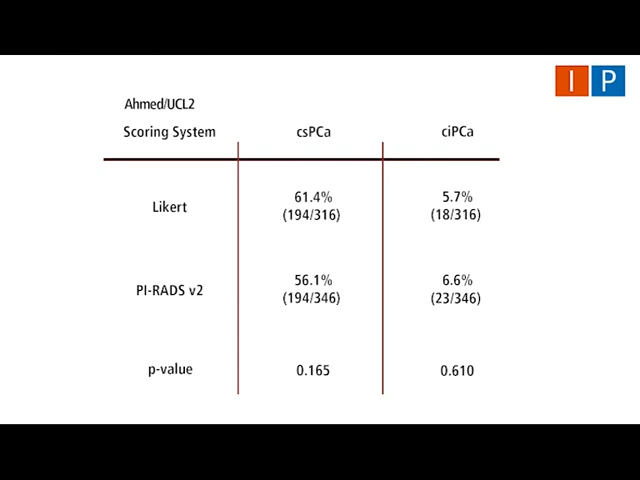 IP
Ahmed/UCL2
Scoring System csPCa ciPCa
Likert 61.4% 5.7%
(194/316) (18/316)
PI-RADS v2 56.1% 6.6%
(194/346) (23/346)
p-value 0.165 0.610